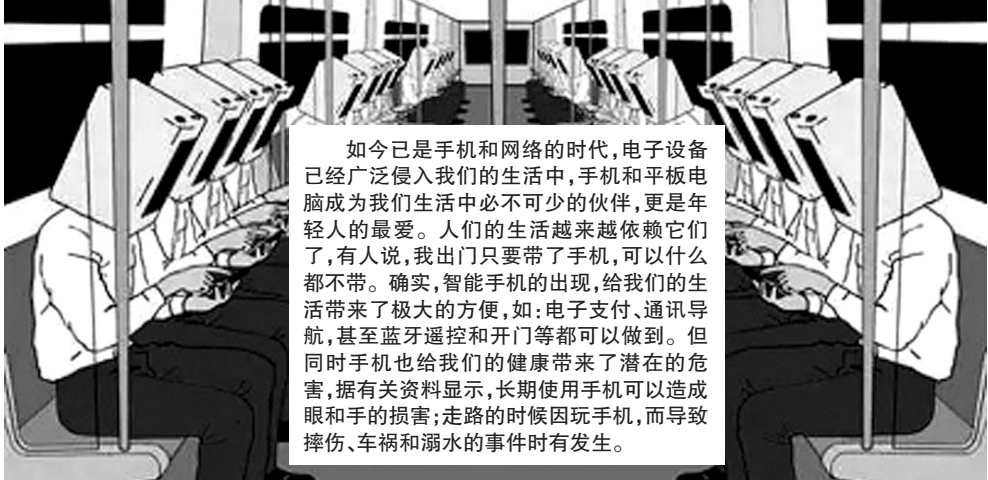 如今已是手机和网络的时代,电子设备
已经广泛侵入我们的生活中,手机和平板电
脑成为我们生活中必不可少的伙伴,更是年
轻人的最爱。人们的生活越来越依赖它们
了,有人说,我出门只要带了手机,可以什么
都不带。确实,智能手机的出现,给我们的生
活带来了极大的方便,如:电子支付、通讯导
航,甚至蓝牙遥控和开门等都可以做到。但
同时手机也给我们的健康带来了潜在的危
害,据有关资料显示,长期使用手机可以造成
眼和手的损害;走路的时候因玩手机,而导致
摔伤、车祸和溺水的事件时有发生。